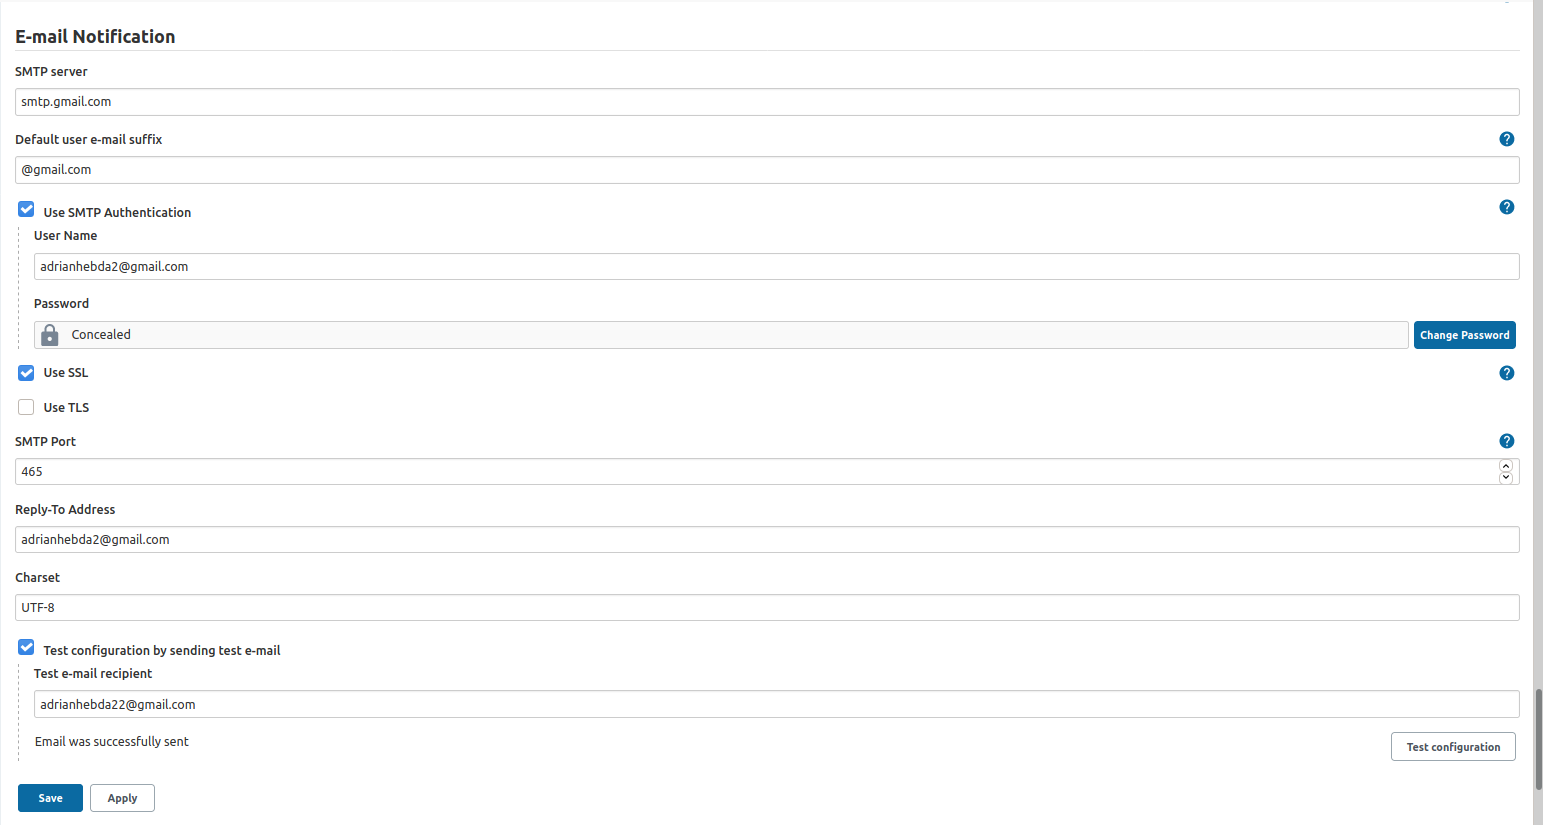 E-mail Notification
SMTP server
smtp.gmail.com
Default user e-mail suffix
?
@gmail.com
Use SMTP Authentication
?
User Name
adrianhebda2@gmail.com
Password
Concealed
Change Password
Use SSL
?
Use TLS
SMTP Port
?
465
Reply-To Address
adrianhebda2@gmail.com
Charset
UTF-8
Test configuration by sending test e-mail
Test e-mail recipient
adrianhebda22@gmail.com
Email was successfully sent
Test configuration
Save Apply